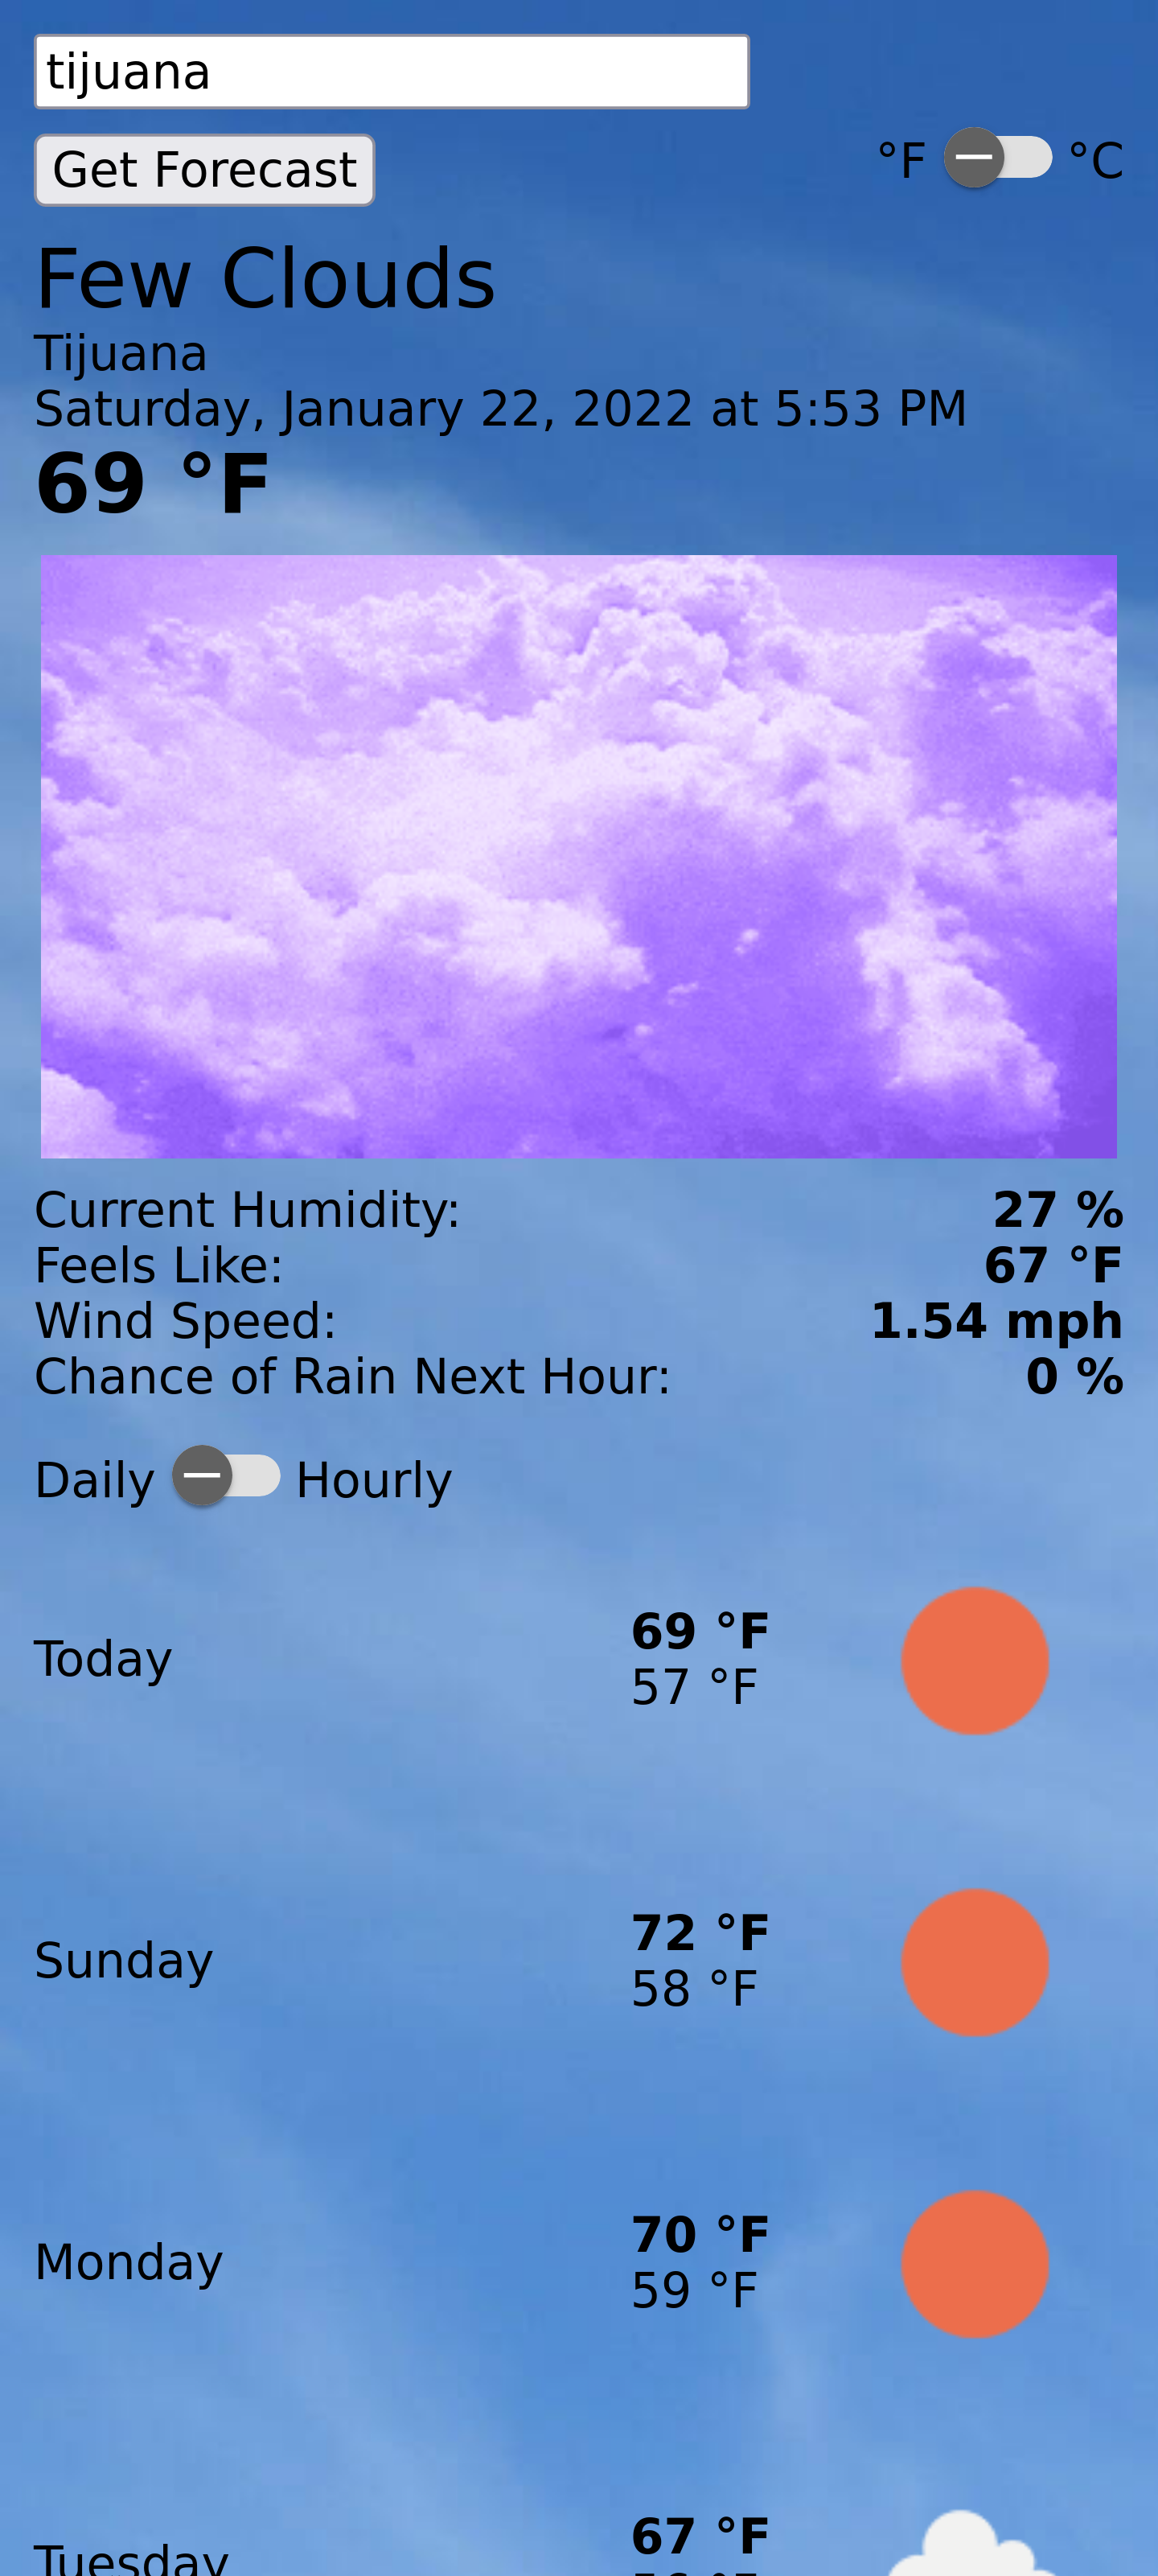 tijuana
Get Forecast
°F °C
Few Clouds
Tijuana
Saturday, January 22, 2022 at 5:53 PM
69 °F
Current Humidity: 27 %
Feels Like: 67 °F
Wind Speed: 1.54 mph
Chance of Rain Next Hour: 0 %
Daily Hourly
Today
69 °F
57 °F
Sunday
72 °F
58 °F
Monday
70 °F
59 °F
Tuesday
67 °F